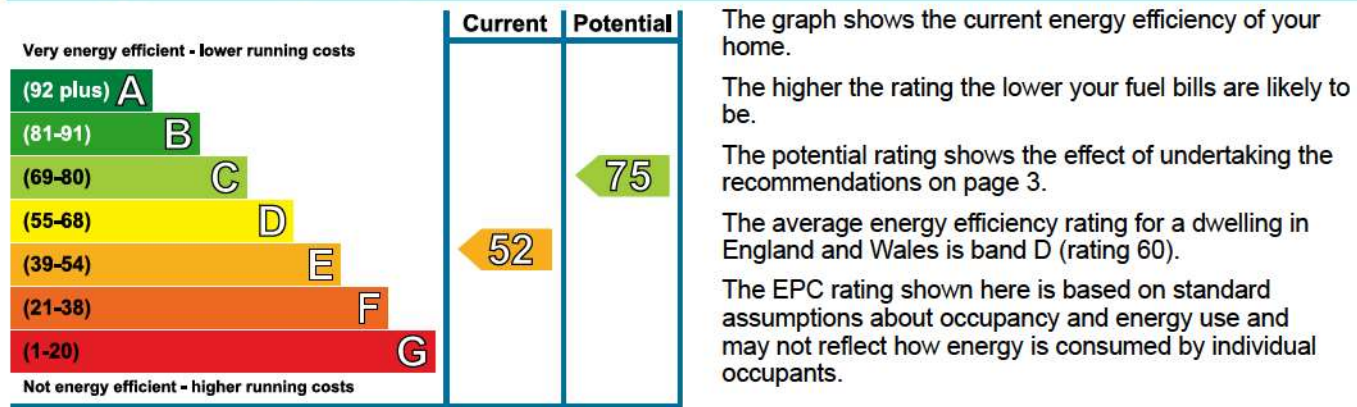 Current Potential
Very energy efficient - lower running costs
(92 plus) A
(81-91) B
(69-80) C
(55-68) D
(39-54) E
(21-38) F
(1-20) G
Not energy efficient - higher running costs
52
75
The graph shows the current energy efficiency of your
home.
The higher the rating the lower your fuel bills are likely to
be.
The potential rating shows the effect of undertaking the
recommendations on page 3.
The average energy efficiency rating for a dwelling in
England and Wales is band D (rating 60).
The EPC rating shown here is based on standard
assumptions about occupancy and energy use and
may not reflect how energy is consumed by individual
occupants.